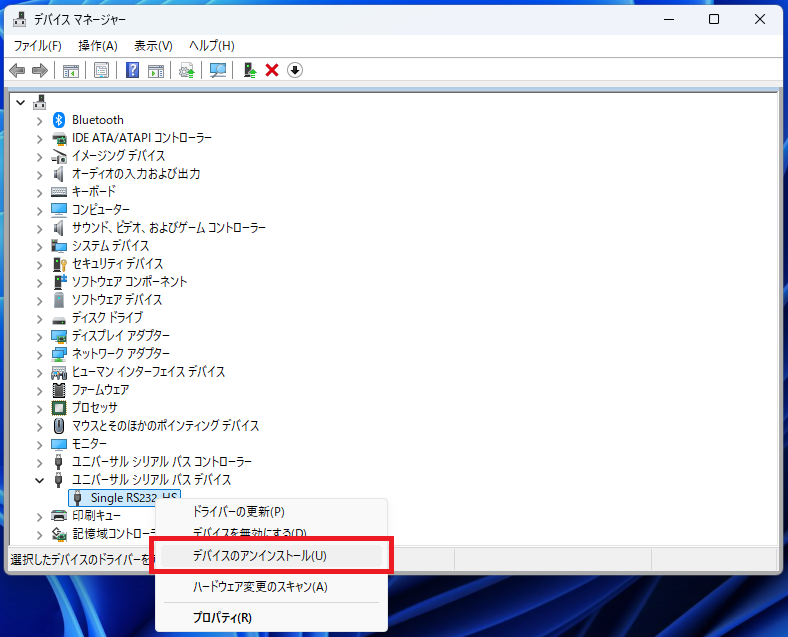 デバイス マネージャー
ファイル(F) 操作(A) 表示(V) ヘルプ(H)
Bluetooth
IDE ATA/ATAPI コントローラー
イメージング デバイス
オーディオの入力および出力
キーボード
コンピューター
サウンド、ビデオ、およびゲーム コントローラー
システム デバイス
セキュリティ デバイス
ソフトウェア コンポーネント
ソフトウェア デバイス
ディスク ドライブ
ディスプレイ アダプター
ネットワーク アダプター
ヒューマン インターフェイス デバイス
ファームウェア
プロセッサ
マウスとそのほかのポインティング デバイス
モニター
ユニバーサル シリアル バス コントローラー
ユニバーサル シリアル バス デバイス
Single RS232-HS
印刷キュー
記憶域コントローラー
選択したデバイスのドライバーを
ドライバーの更新(P)
デバイスを無効にする(D)
デバイスのアンインストール(U)
ハードウェア変更のスキャン(A)
プロパティ(R)